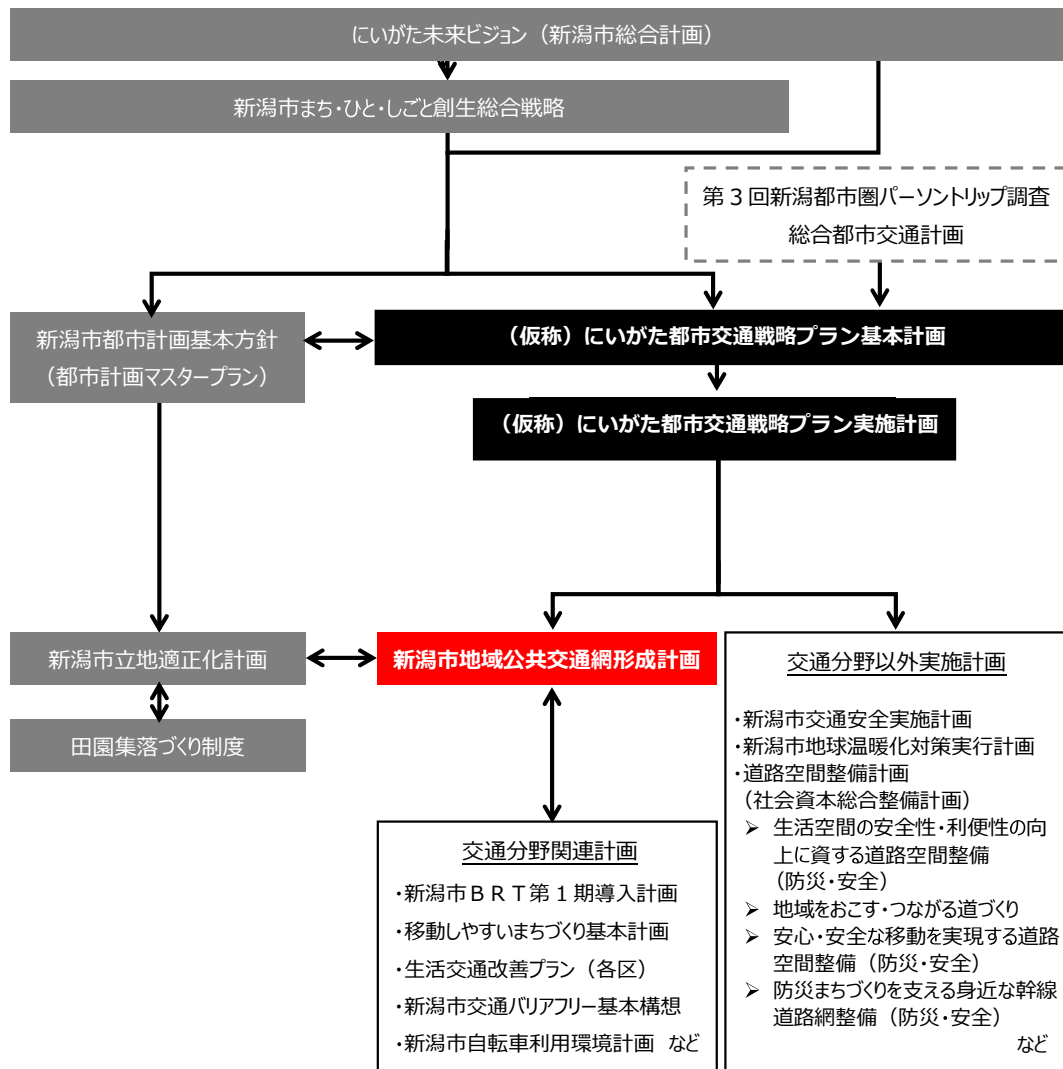 にいがた未来ビジョン（新潟市総合計画）
新潟市まち・ひと・しごと創生総合戦略
第３回新潟都市圏パーソントリップ調査
総合都市交通計画
新潟市都市計画基本方針
（都市計画マスタープラン）
（仮称）にいがた都市交通戦略プラン基本計画
（仮称）にいがた都市交通戦略プラン実施計画
新潟市立地適正化計画
新潟市地域公共交通網形成計画
田園集落づくり制度
交通分野以外実施計画
・新潟市交通安全実施計画
・新潟市地球温暖化対策実行計画
・道路空間整備計画
（社会資本総合整備計画）
➢ 生活空間の安全性・利便性の向
上に資する道路空間整備
（防災・安全）
➢ 地域をおこす・つながる道づくり
➢ 安心・安全な移動を実現する道路
空間整備（防災・安全）
➢ 防災まちづくりを支える身近な幹線
道路網整備（防災・安全）
など
交通分野関連計画
・新潟市ＢＲＴ第１期導入計画
・移動しやすいまちづくり基本計画
・生活交通改善プラン（各区）
・新潟市交通バリアフリー基本構想
・新潟市自転車利用環境計画 など